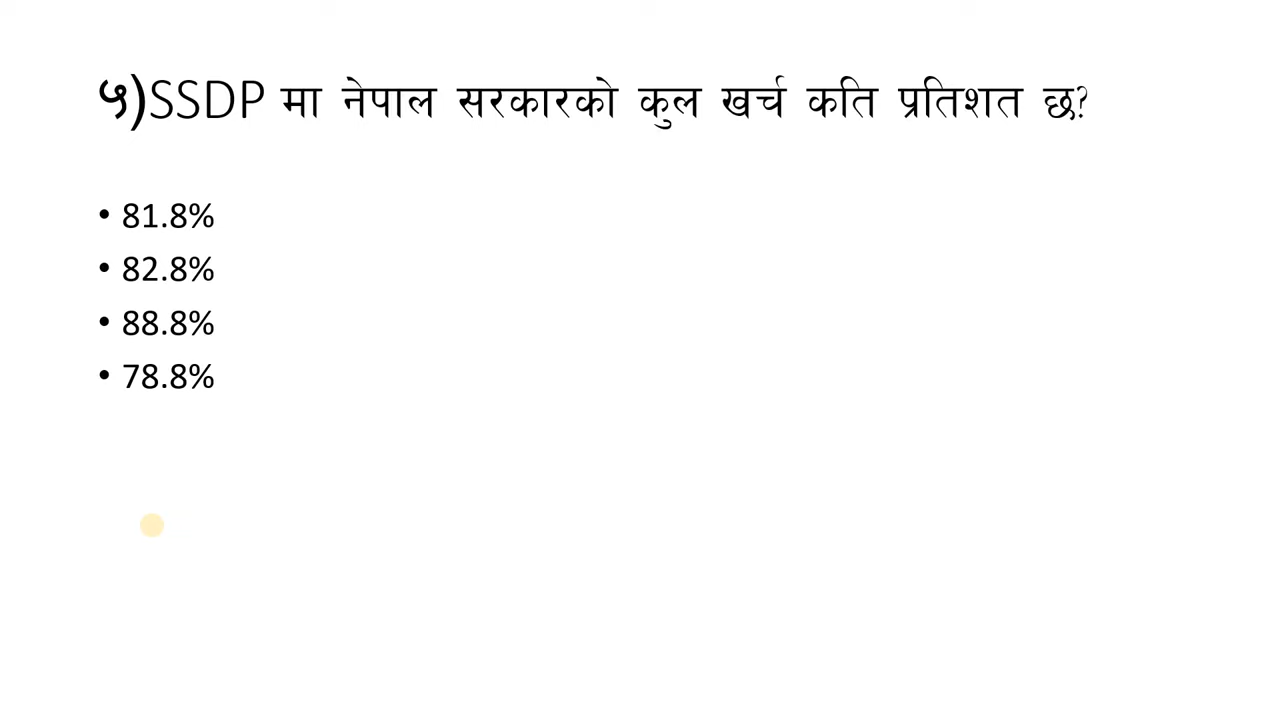 ५)SSDP मा नेपाल सरकारको कुल खर्च कति प्रतिशत छ?
• 81.8%
• 82.8%
• 88.8%
• 78.8%